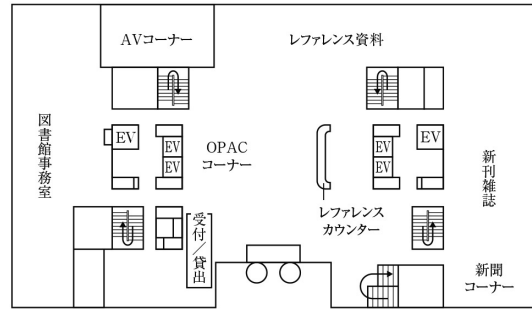 AVコーナー
レファレンス資料
図書館事務室
EV
EV
EV
OPAC
コーナー
EV
EV
EV
新刊雑誌
レファレンス
カウンター
受付／貸出
新聞
コーナー